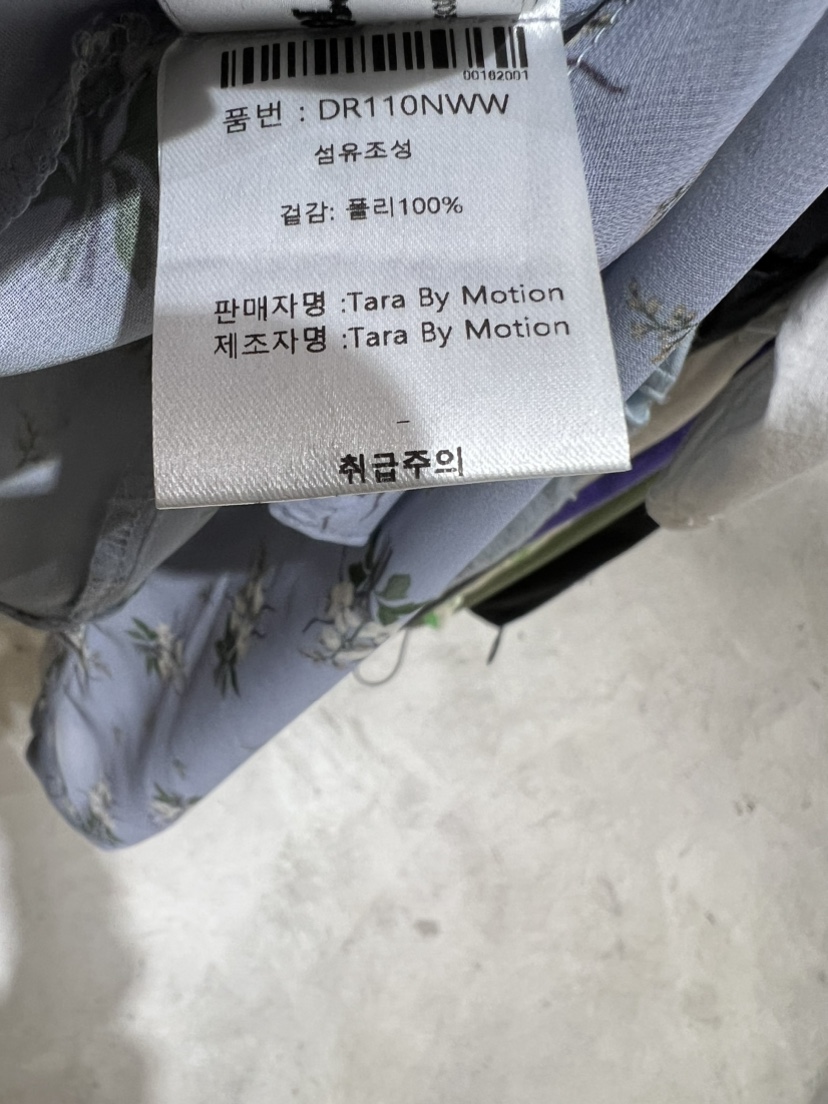 00162001
품번 : DR110NWW
섬유조성
겉감: 폴리100%
판매자명 :Tara By Motion
제조자명 :Tara By Motion
-
취급주의